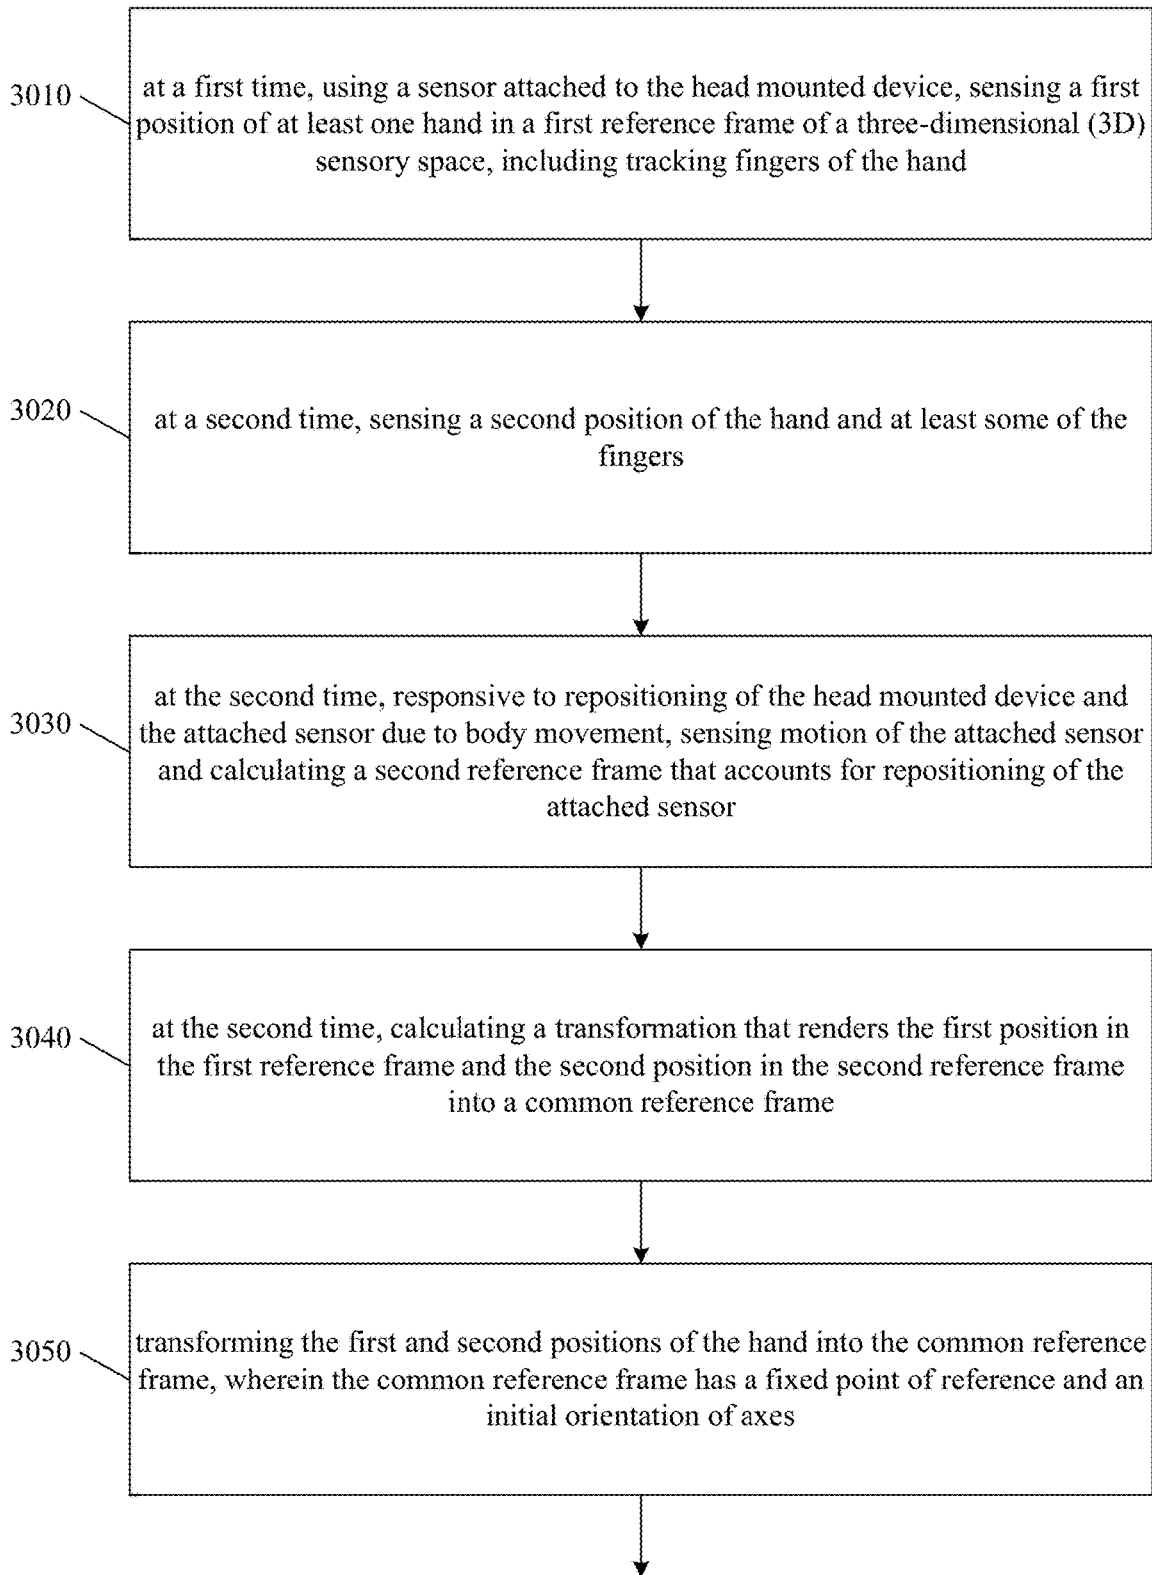 3010
at a first time, using a sensor attached to the head mounted device, sensing a first
position of at least one hand in a first reference frame of a three-dimensional (3D)
sensory space, including tracking fingers of the hand
3020
at a second time, sensing a second position of the hand and at least some of the
fingers
3030
at the second time, responsive to repositioning of the head mounted device and
the attached sensor due to body movement, sensing motion of the attached sensor
and calculating a second reference frame that accounts for repositioning of the
attached sensor
3040
at the second time, calculating a transformation that renders the first position in
the first reference frame and the second position in the second reference frame
into a common reference frame
3050
transforming the first and second positions of the hand into the common reference
frame, wherein the common reference frame has a fixed point of reference and an
initial orientation of axes